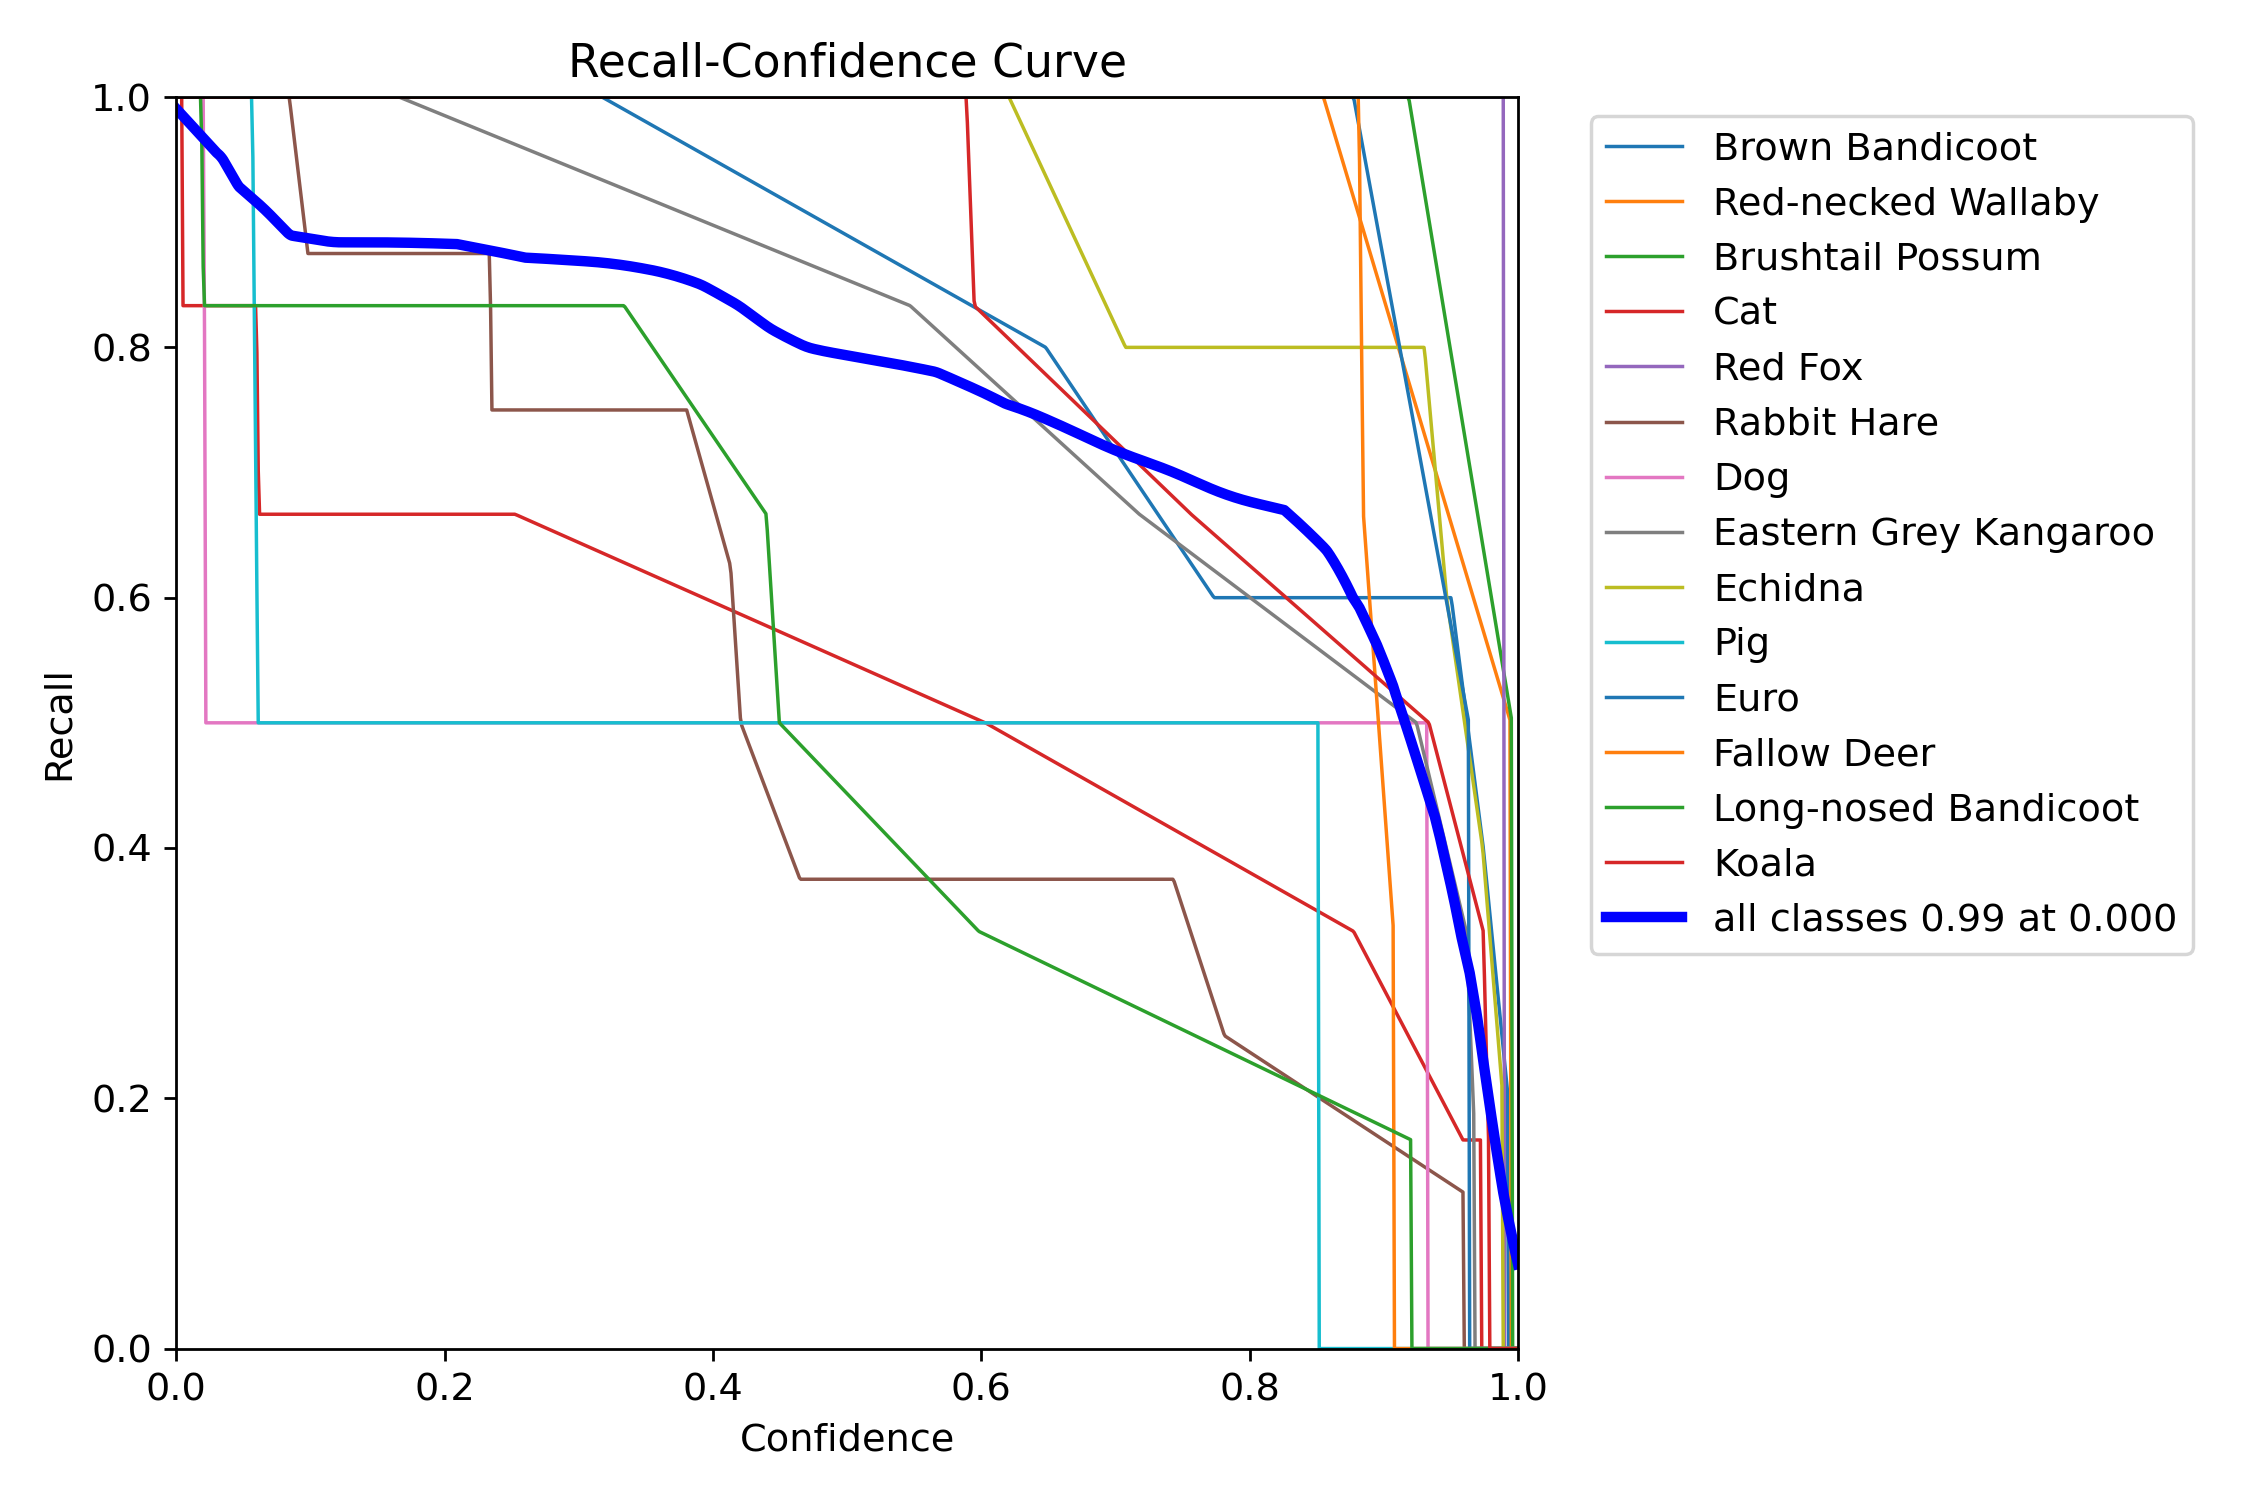 Recall-Confidence Curve
1.0
0.8
0.6
0.4
0.2
0.0
Recall
0.0 0.2 0.4 0.6 0.8 1.0
Confidence
Brown Bandicoot
Red-necked Wallaby
Brushtail Possum
Cat
Red Fox
Rabbit Hare
Dog
Eastern Grey Kangaroo
Echidna
Pig
Euro
Fallow Deer
Long-nosed Bandicoot
Koala
all classes 0.99 at 0.000